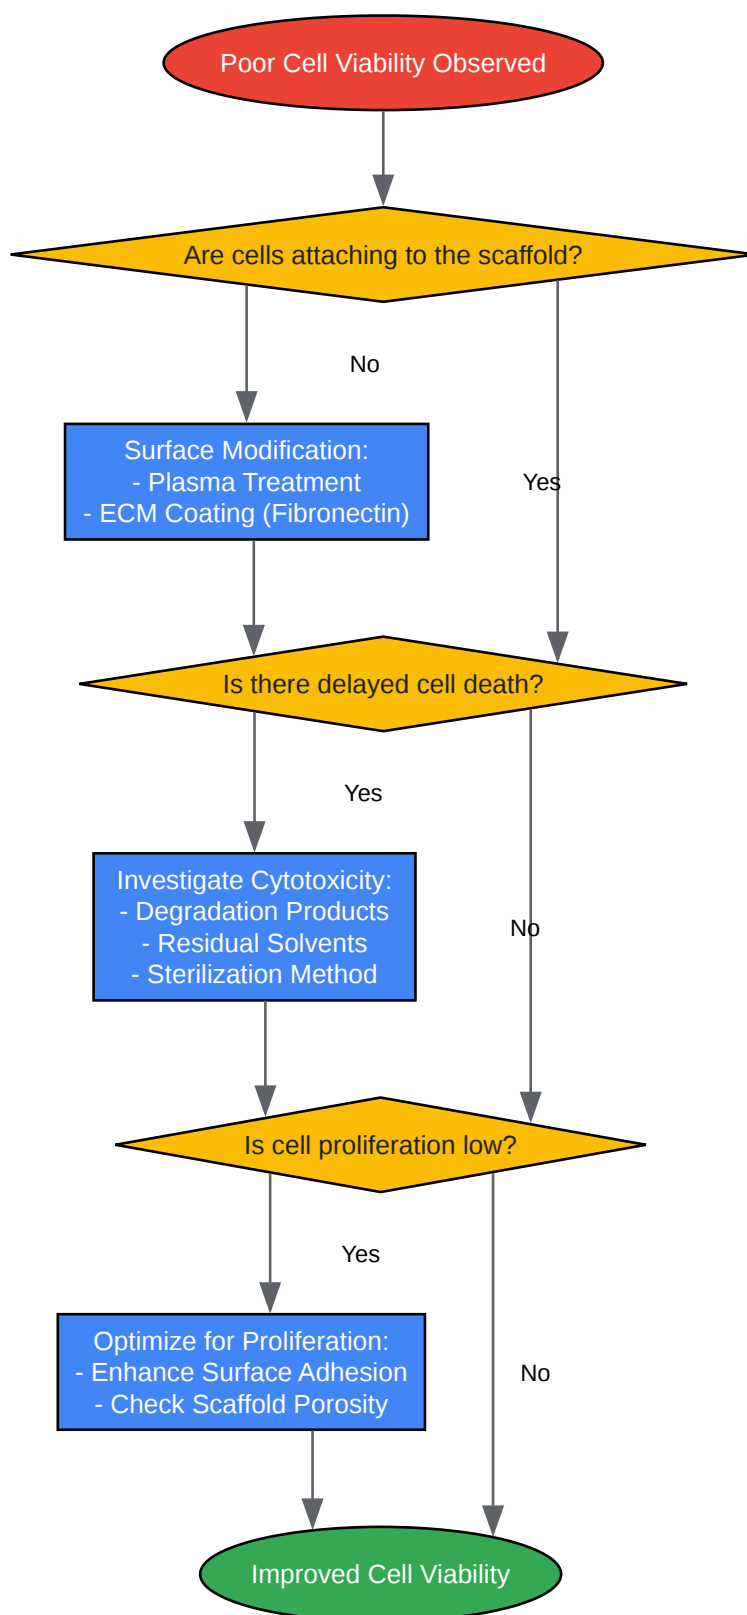 Poor Cell Viability Observed
Are cells attaching to the scaffold?
No
Surface Modification:
- Plasma Treatment
- ECM Coating (Fibronectin)
Yes
Is there delayed cell death?
Yes
Investigate Cytotoxicity:
- Degradation Products
- Residual Solvents
- Sterilization Method
No
Is cell proliferation low?
Yes
Optimize for Proliferation:
- Enhance Surface Adhesion
- Check Scaffold Porosity
No
Improved Cell Viability